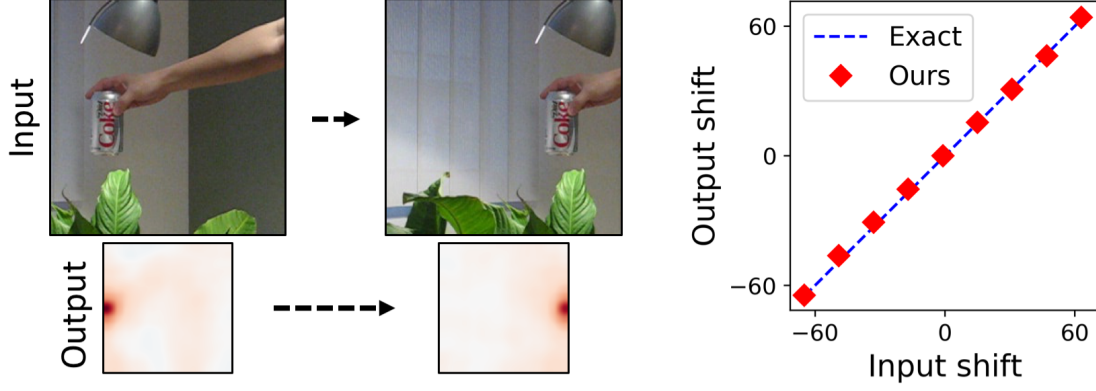 Input
Coke
Coke
Output
Exact
Ours
Output shift
60
0
−60
−60 0 60
Input shift